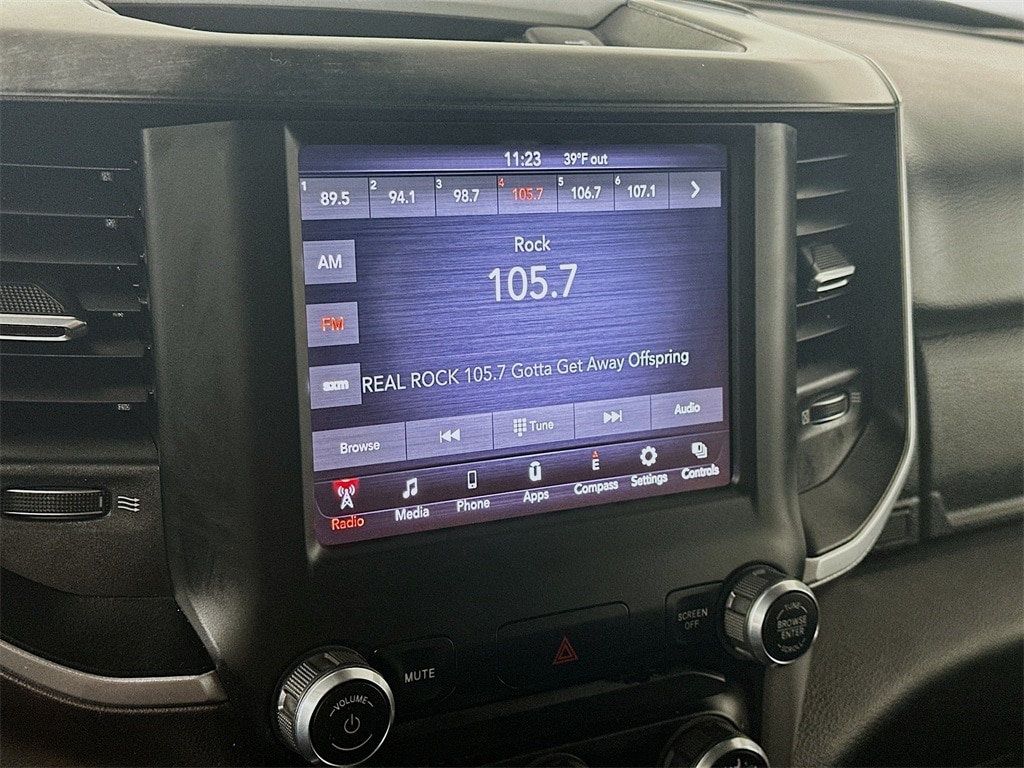 11:23 39°F out
1 89.5 2 94.1 3 98.7 4 105.7 5 106.7 6 107.1
Rock
AM
105.7
FM
REAL ROCK 105.7 Gotta Get Away Offspring
sxm
Browse Tune Audio
E
Radio Media Phone Apps Compass Settings Controls
SCREEN
OFF
TUNE
BROWSE
ENTER
SCROLL
MUTE
VOLUME